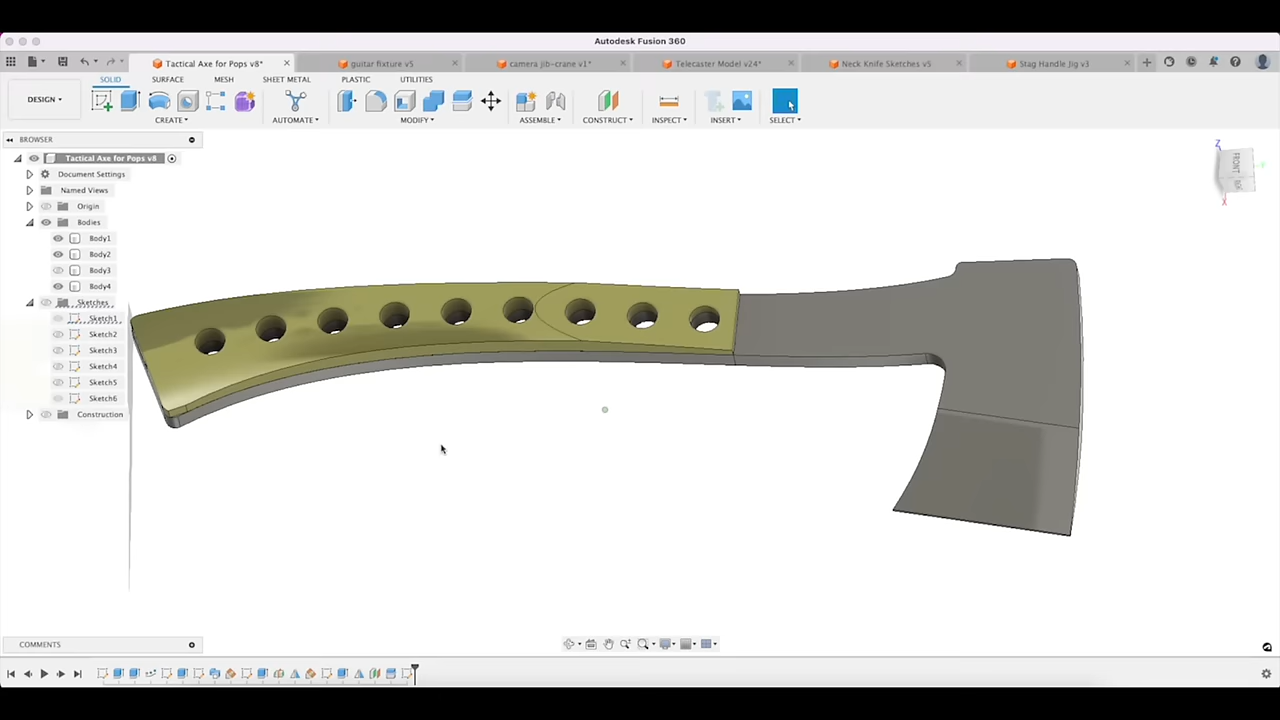 Autodesk Fusion 360
Tactical Axe for Pops v8*
guitar fixture v5
camera jib-crane v1*
Telecaster Model v24*
Neck Knife Sketches v5
Stag Handle Jig v3
SOLID
SURFACE
MESH
SHEET METAL
PLASTIC
UTILITIES
DESIGN
CREATE
AUTOMATE
MODIFY
ASSEMBLE
CONSTRUCT
INSPECT
INSERT
SELECT
BROWSER
Tactical Axe for Pops v8
Document Settings
Named Views
Origin
Bodies
Body1
Body2
Body3
Body4
Sketches
Sketch1
Sketch2
Sketch3
Sketch4
Sketch5
Sketch6
Construction
Z
FRONT
X
COMMENTS